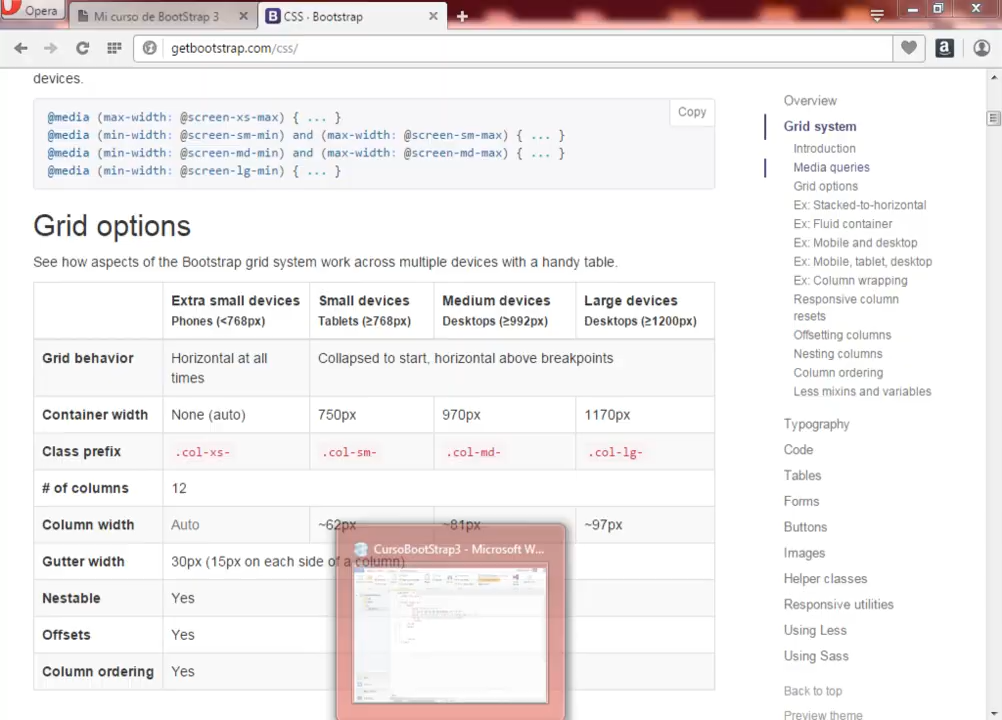 Opera
Mi curso de BootStrap 3
CSS · Bootstrap
getbootstrap.com/css/
devices.
@media (max-width: @screen-xs-max) { ... }
@media (min-width: @screen-sm-min) and (max-width: @screen-sm-max) { ... }
@media (min-width: @screen-md-min) and (max-width: @screen-md-max) { ... }
@media (min-width: @screen-lg-min) { ... }
Copy
Grid options
See how aspects of the Bootstrap grid system work across multiple devices with a handy table.
Extra small devices Small devices Medium devices Large devices
Phones (<768px) Tablets (≥768px) Desktops (≥992px) Desktops (≥1200px)
Grid behavior Horizontal at all Collapsed to start, horizontal above breakpoints
times
Container width None (auto) 750px 970px 1170px
Class prefix .col-xs- .col-sm- .col-md- .col-lg-
# of columns 12
Column width Auto ~62px ~81px ~97px
Gutter width 30px (15px on each side of a column)
Nestable Yes
Offsets Yes
Column ordering Yes
CursoBootStrap3 - Microsoft W...
Overview
Grid system
Introduction
Media queries
Grid options
Ex: Stacked-to-horizontal
Ex: Fluid container
Ex: Mobile and desktop
Ex: Mobile, tablet, desktop
Ex: Column wrapping
Responsive column
resets
Offsetting columns
Nesting columns
Column ordering
Less mixins and variables
Typography
Code
Tables
Forms
Buttons
Images
Helper classes
Responsive utilities
Using Less
Using Sass
Back to top
Preview theme